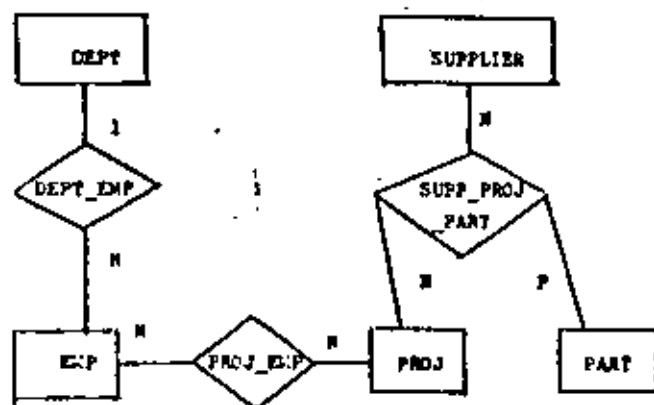 DEPT
SUPPLIER
1
N
DEPT_EMP
SUPP_PROJ
_PART
N
P
EMP
PROJ_EMP
PROJ
PART